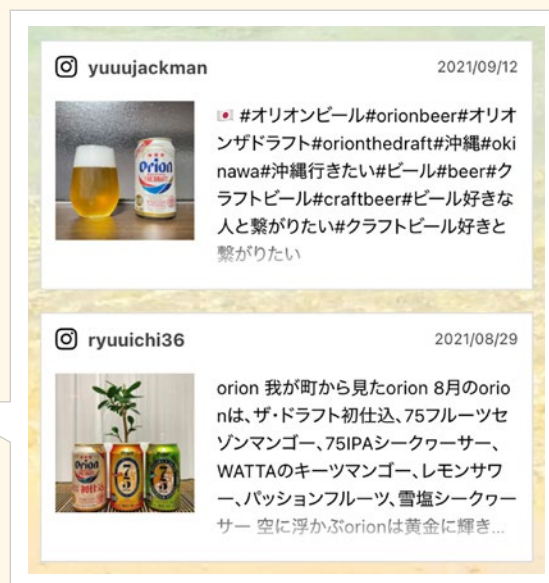 yuuujackman
2021/09/12
🇯🇵 #オリオンビール#orionbeer#オリオ
ンザドラフト#orionthedraft#沖縄#oki
nawa#沖縄行きたい#ビール#beer#ク
ラフトビール#craftbeer#ビール好きな
人と繋がりたい#クラフトビール好きと
繋がりたい
Orion
THE DRAFT
ryuuichi36
2021/08/29
orion 我が町から見たorion 8月のorio
nは、ザ・ドラフト初仕込、75フルーツセ
ゾンマンゴー、75IPAシークヮーサー、
WATTAのキーツマンゴー、レモンサワ
ー、パッションフルーツ、雪塩シークヮー
サー 空に浮かぶorionは黄金に輝き...
Orion
初仕込
75
75